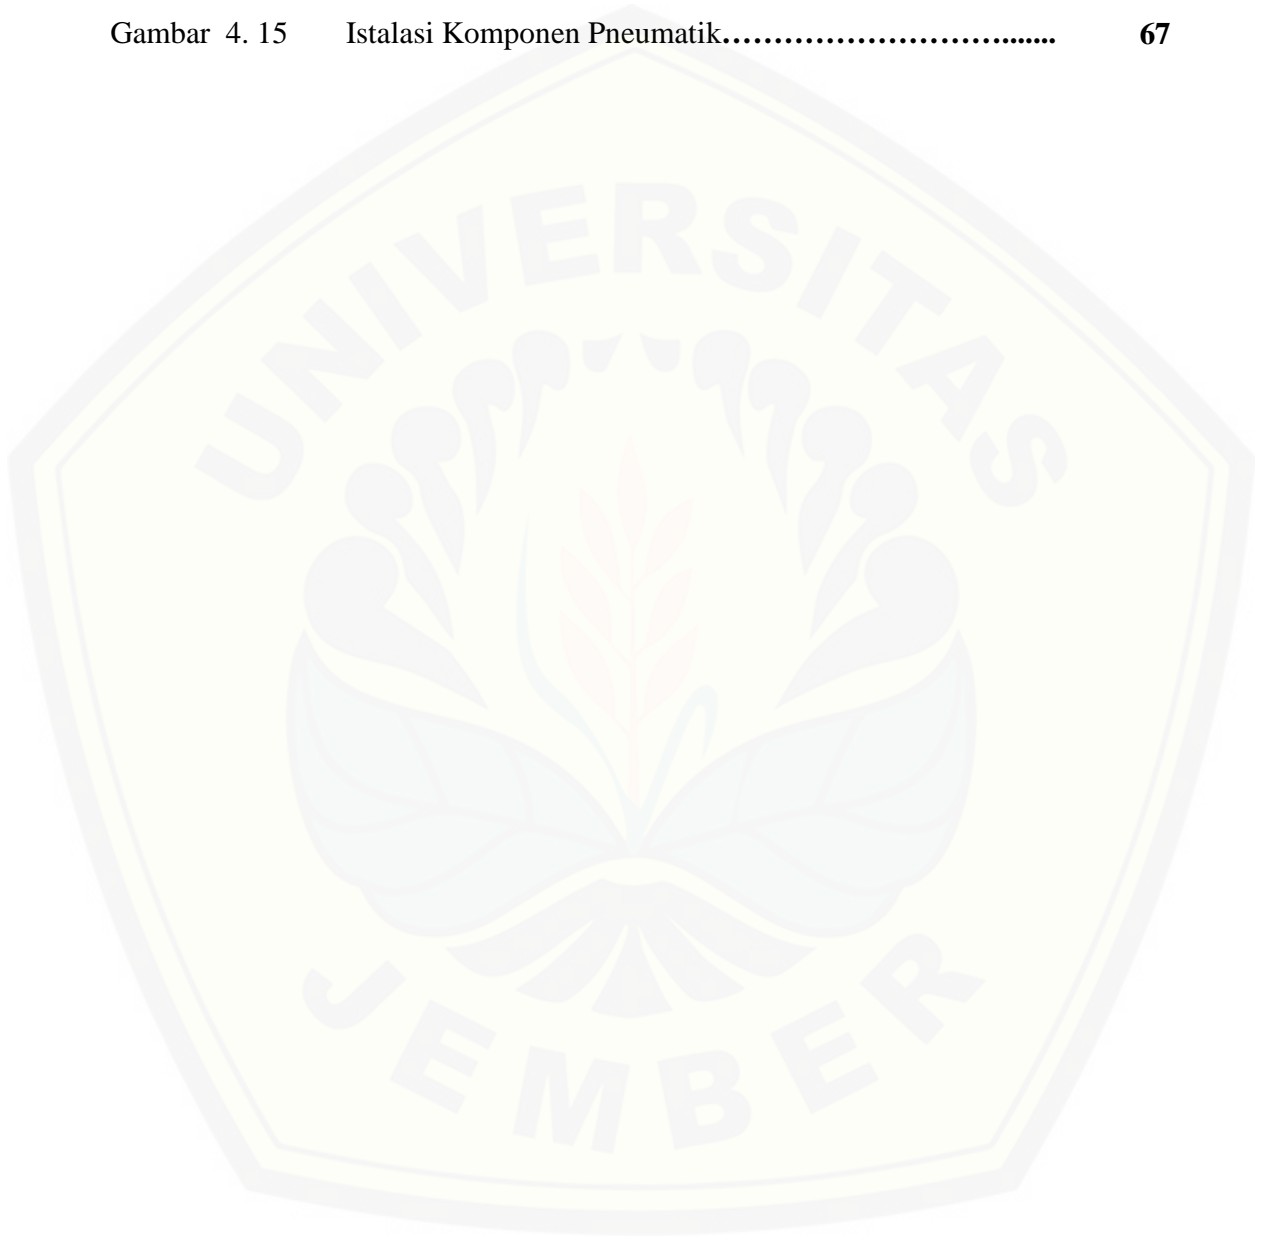 Gambar 4. 15 Istalasi Komponen Pneumatik……………………………....... 67
UNIVERSITAS
JEMBER